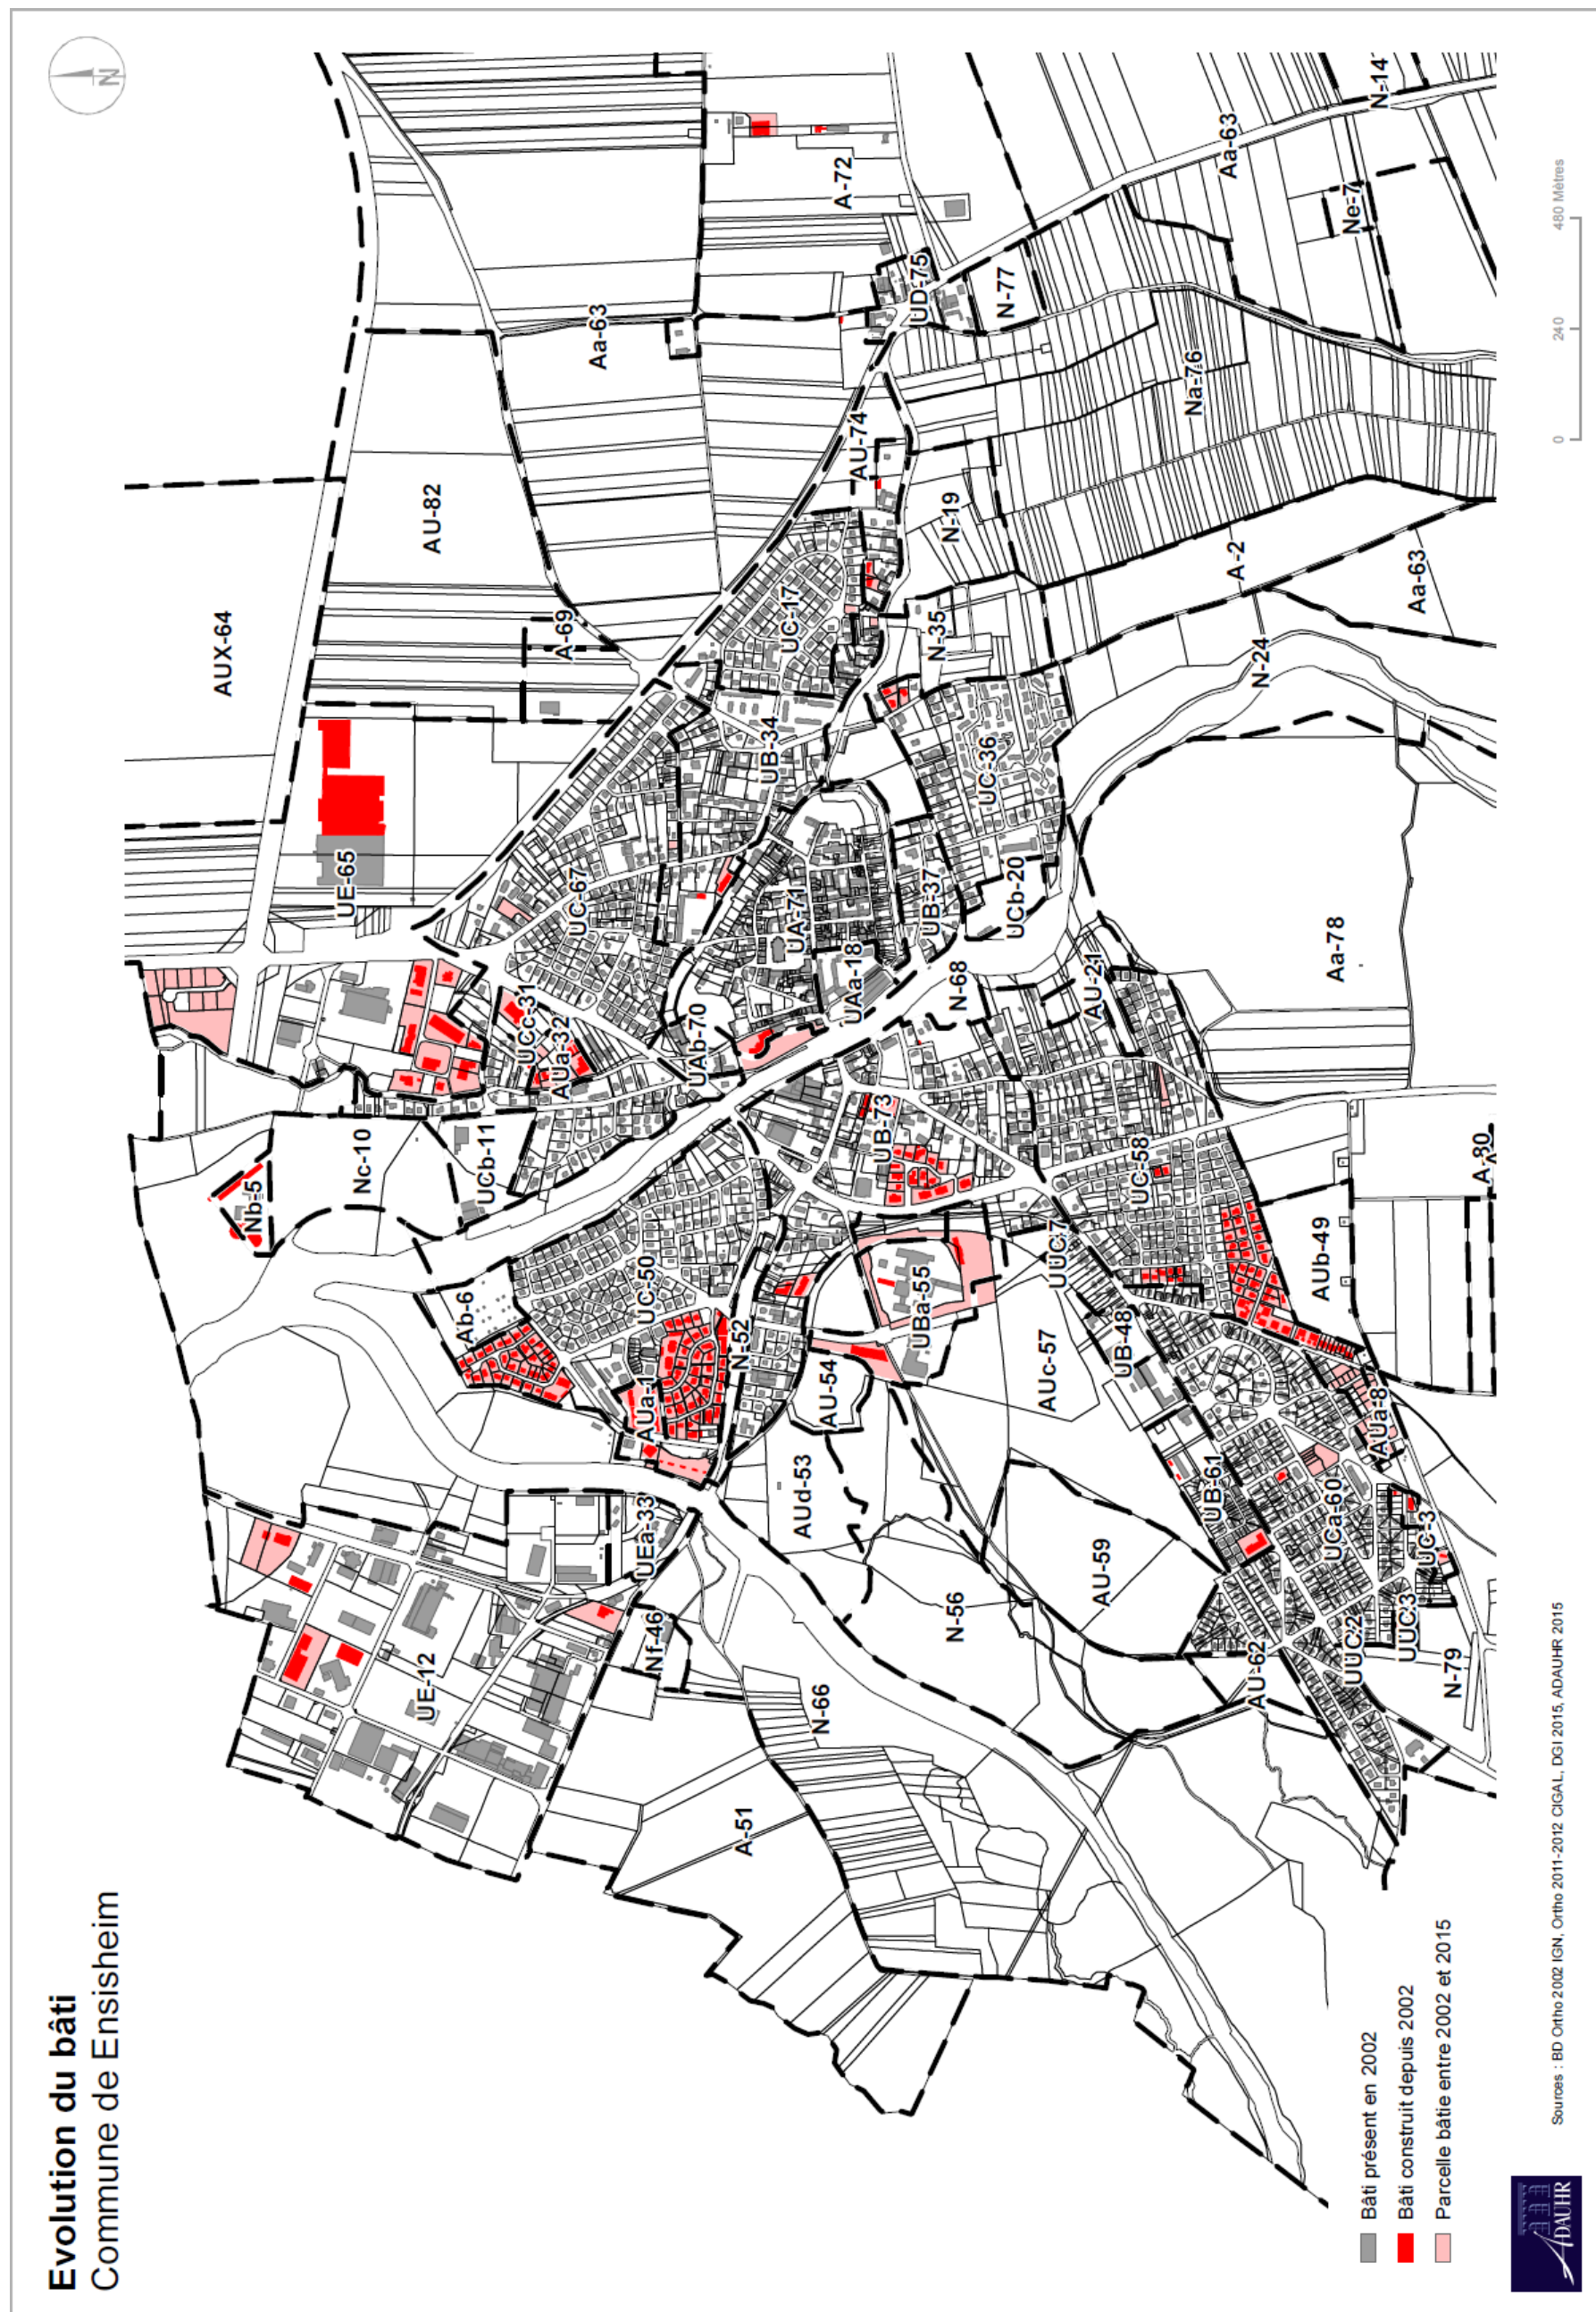 Evolution du bâti
Commune de Ensisheim
N
AUX-64
AU-82
Aa-63
A-72
A-69
UE-65
UD-75
N-77
Aa-63
N-14
Ne-7
Na-76
AU-74
N-19
UC-17
N-35
A-2
Aa-63
N-24
UB-34
UC-36
UC-67
UA-71
UB-37
UCb-20
UAa-18
N-68
AU-21
Aa-78
UCc-31
AUa-32
UAb-70
Nc-10
UCb-11
Nb-5
UB-73
UC-58
A-80
Ab-6
UC-50
N-52
UBa-55
UUC7
AUb-49
AUa-1
AU-54
AUc-57
UB-48
AUa-8
AUd-53
UB-61
UCa-60
UC-3
UEa-33
N-56
AU-59
Nf-46
UE-12
N-66
AU-62
UUC2
UUC3
N-79
A-51
Bâti présent en 2002
Bâti construit depuis 2002
Parcelle bâtie entre 2002 et 2015
0 240 480 Mètres
ADAUHR
Sources : BD Ortho 2002 IGN, Ortho 2011-2012 CIGAL, DGI 2015, ADAUHR 2015